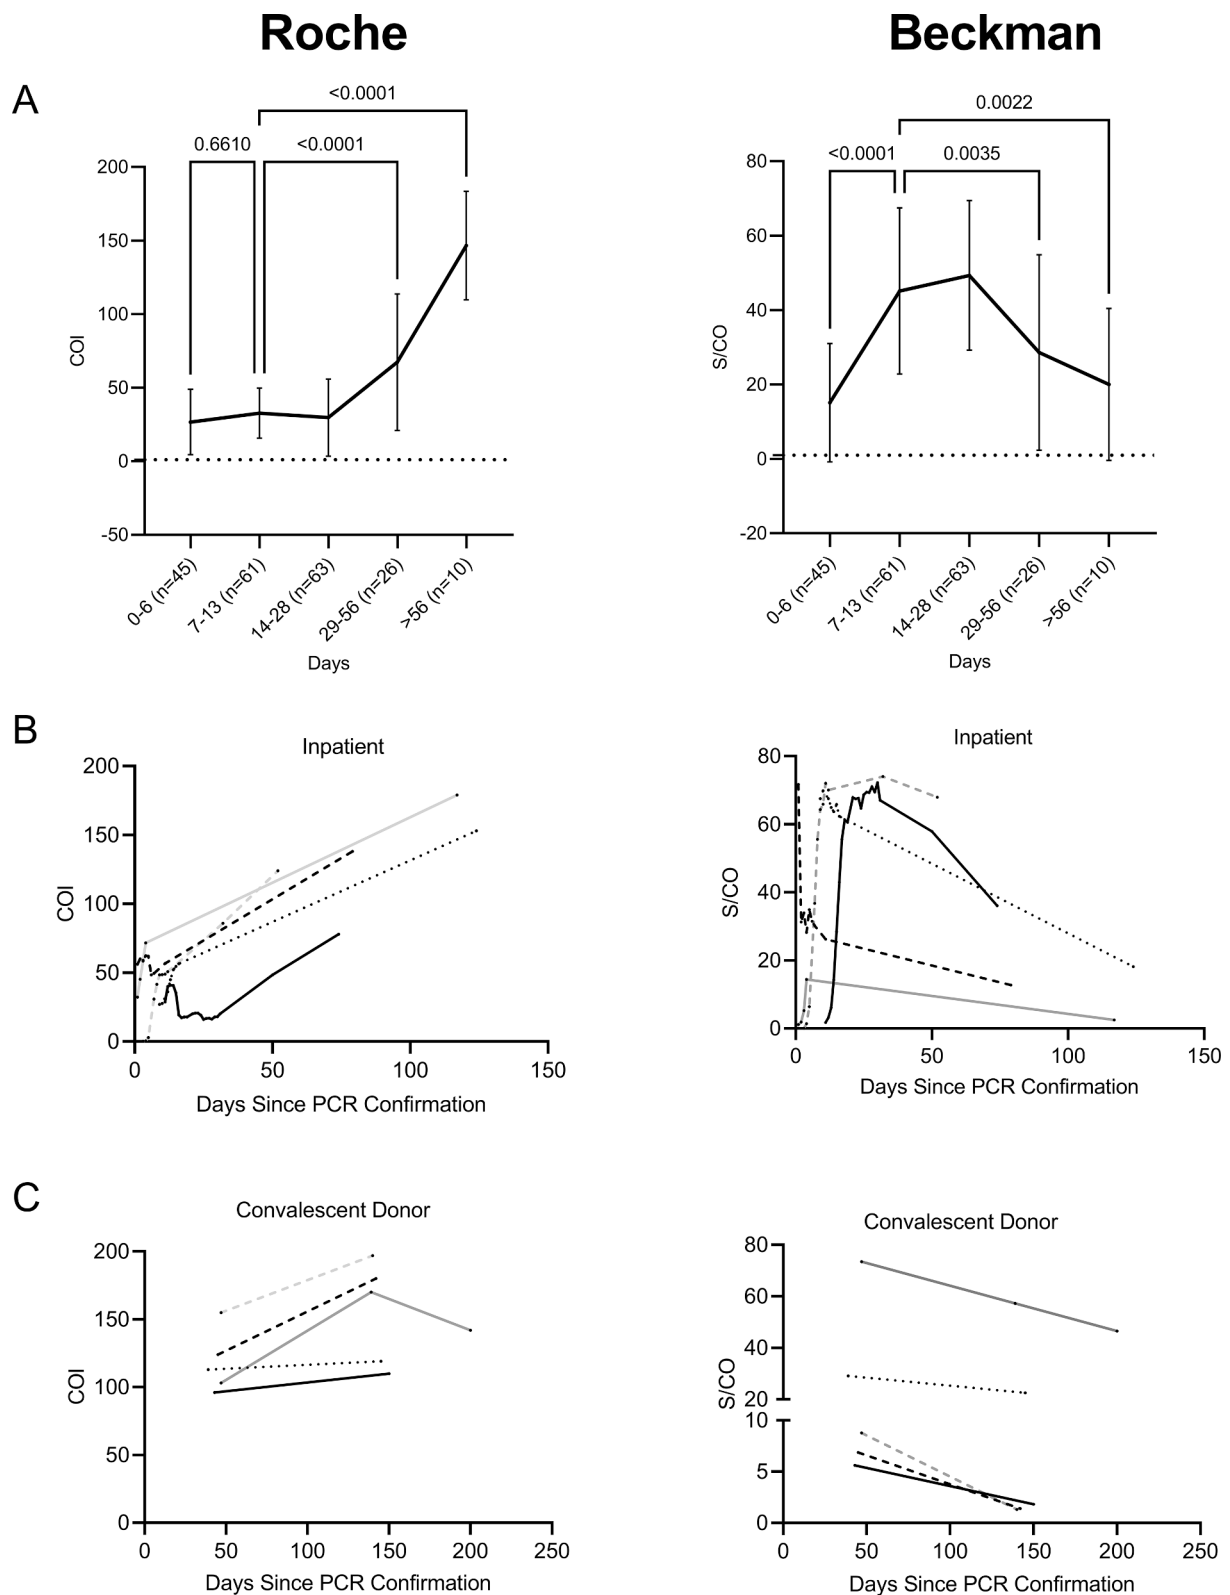 Roche
Beckman
A
<0.0001
0.6610
<0.0001
200
150
100
50
0
-50
COI
0-6 (n=45)
7-13 (n=61)
14-28 (n=63)
29-56 (n=26)
>56 (n=10)
Days
0.0022
<0.0001
0.0035
80
60
40
20
0
-20
S/CO
0-6 (n=45)
7-13 (n=61)
14-28 (n=63)
29-56 (n=26)
>56 (n=10)
Days
B
Inpatient
200
150
100
50
0
COI
0
50
100
150
Days Since PCR Confirmation
Inpatient
80
60
40
20
0
S/CO
0
50
100
150
Days Since PCR Confirmation
C
Convalescent Donor
200
150
100
50
0
COI
0
50
100
150
200
250
Days Since PCR Confirmation
Convalescent Donor
80
60
40
20
10
5
0
S/CO
0
50
100
150
200
250
Days Since PCR Confirmation